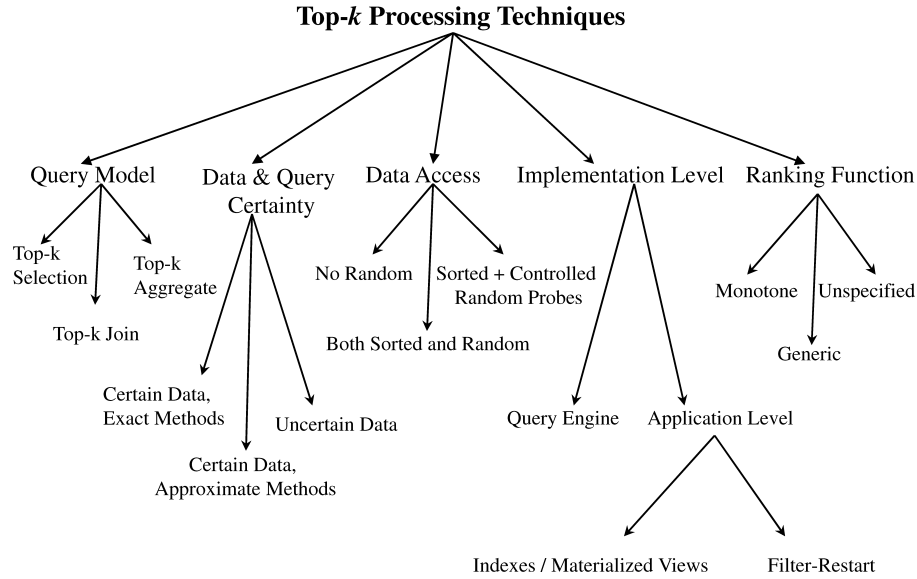 Top-k Processing Techniques
Query Model
Data & Query
Certainty
Data Access
Implementation Level
Ranking Function
Top-k
Selection
Top-k
Aggregate
Top-k Join
No Random
Sorted + Controlled
Random Probes
Both Sorted and Random
Monotone
Unspecified
Generic
Certain Data,
Exact Methods
Uncertain Data
Certain Data,
Approximate Methods
Query Engine
Application Level
Indexes / Materialized Views
Filter-Restart